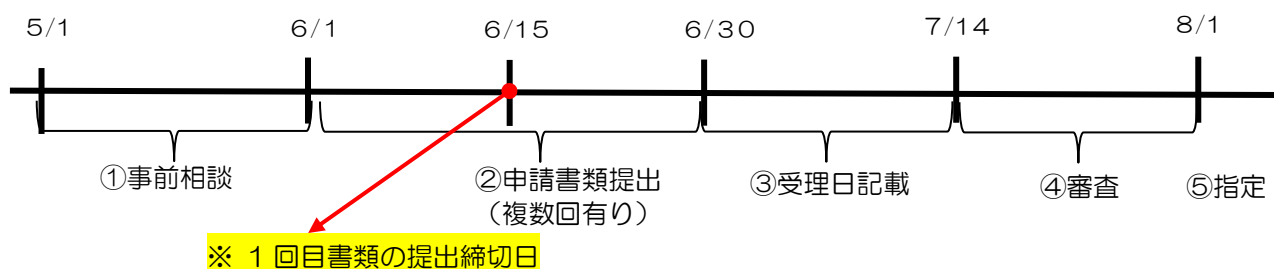 5/1
6/1
6/15
6/30
7/14
8/1
①事前相談
②申請書類提出
（複数回有り）
③受理日記載
④審査
⑤指定
※ 1回目書類の提出締切日